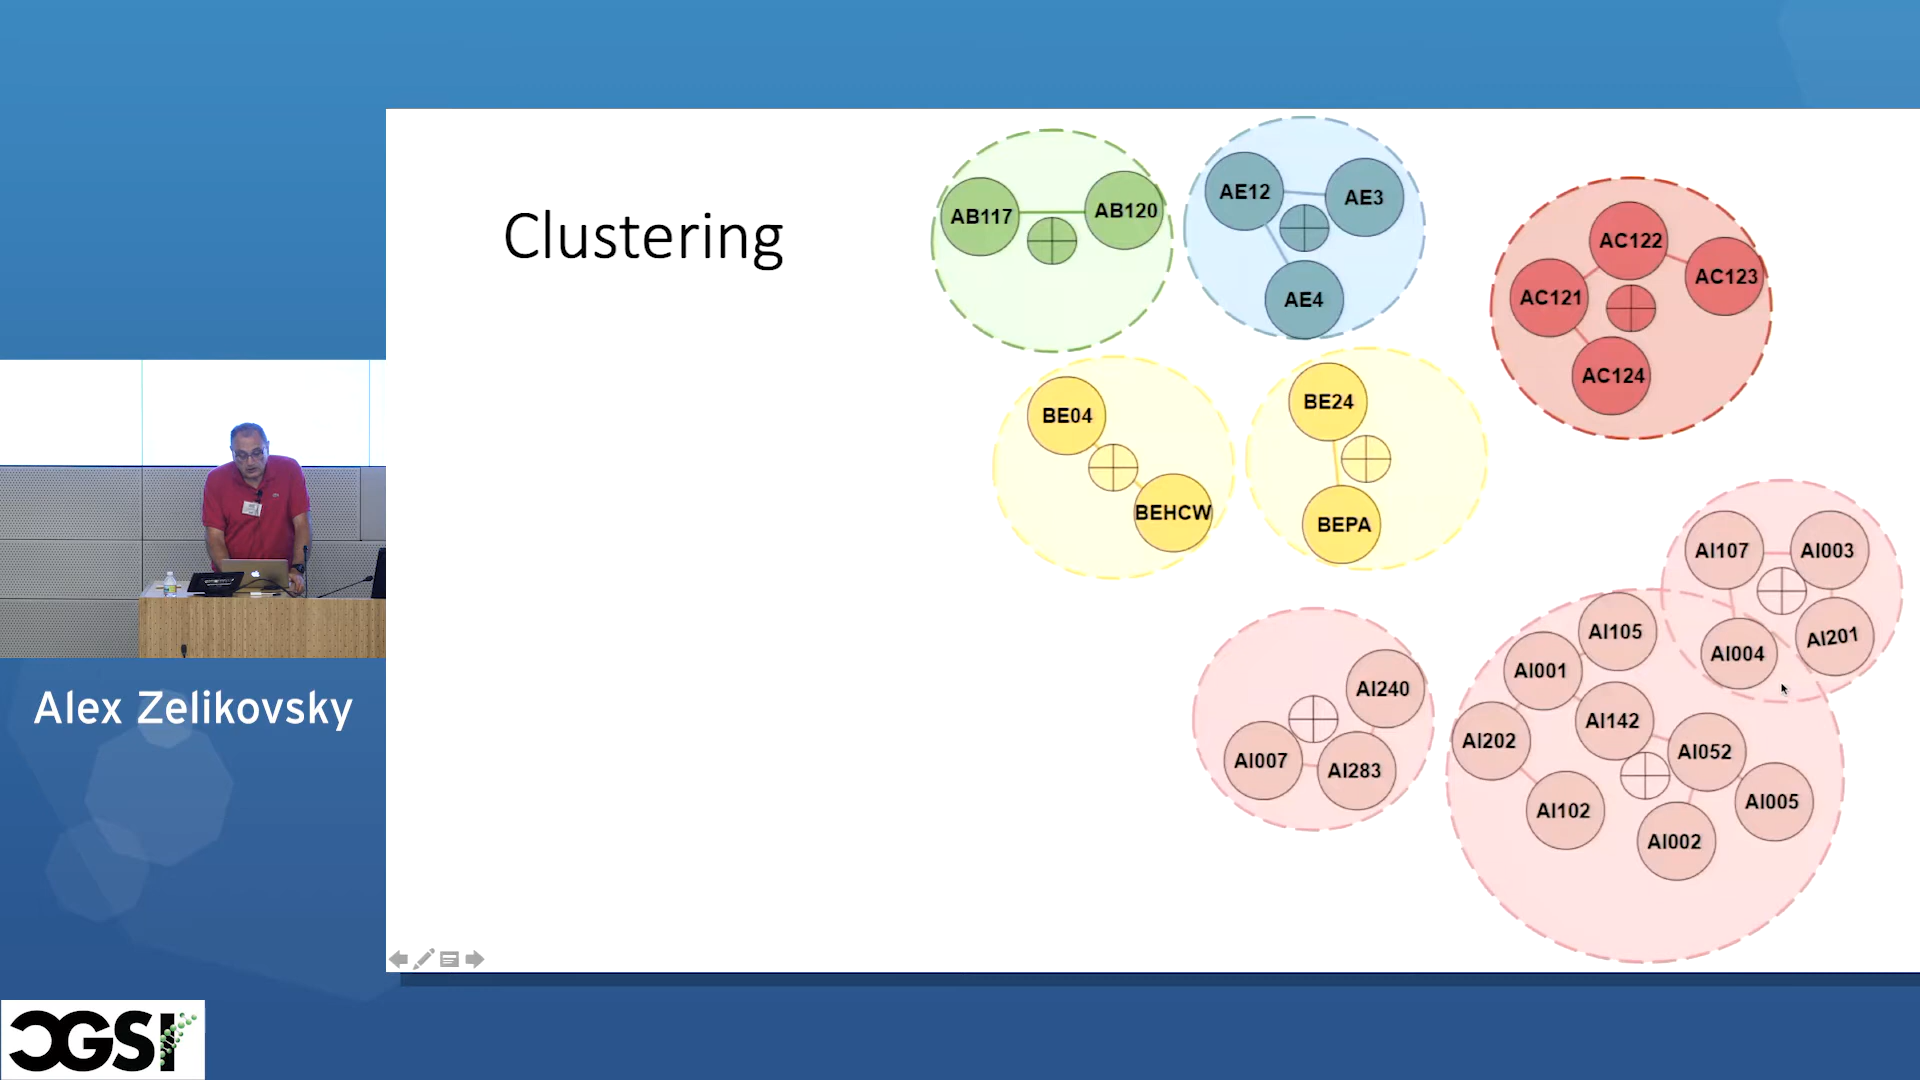 Clustering
AB117
AB120
AE12
AE3
AE4
AC122
AC123
AC121
AC124
BE04
BEHCW
BE24
BEPA
AI107
AI003
AI004
AI201
AI105
AI001
AI142
AI202
AI052
AI102
AI005
AI002
AI240
AI007
AI283
Alex Zelikovsky
CGSI